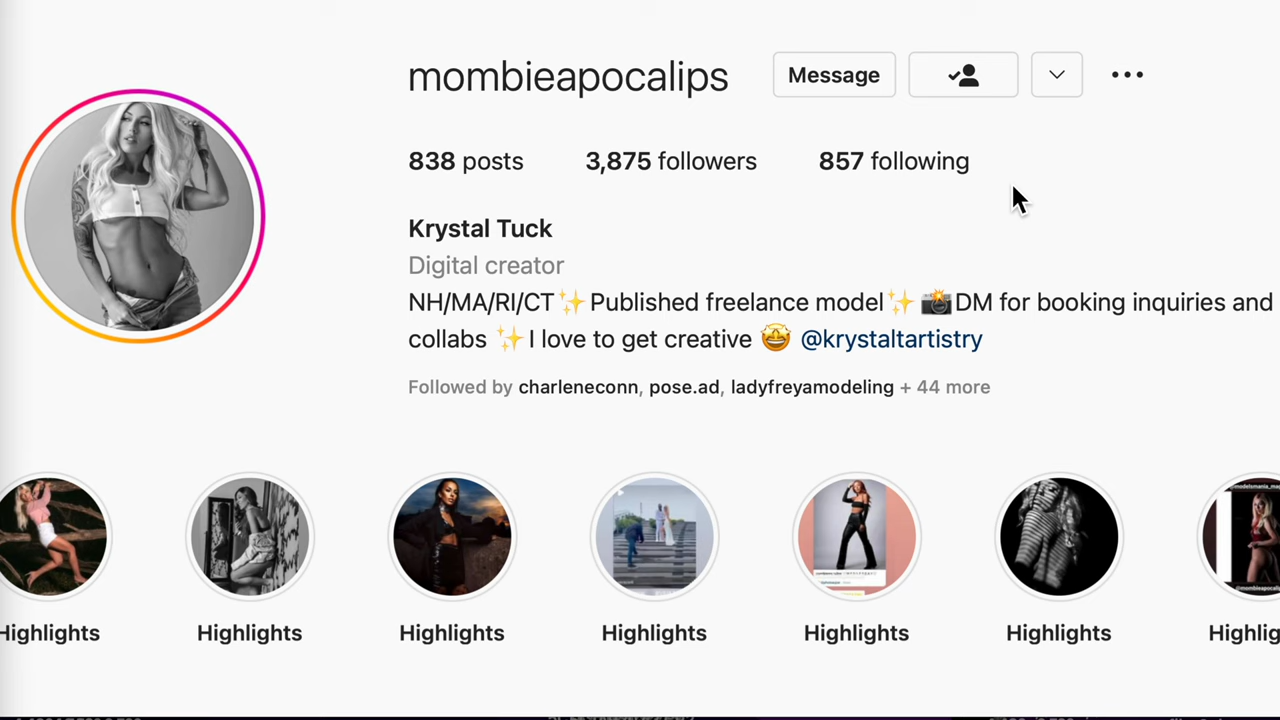 mombieapocalips Message
838 posts 3,875 followers 857 following
Krystal Tuck
Digital creator
NH/MA/RI/CT✨Published freelance model✨📸DM for booking inquiries and
collabs ✨I love to get creative 🤩 @krystaltartistry
Followed by charleneconn, pose.ad, ladyfreyamodeling + 44 more
Highlights Highlights Highlights Highlights Highlights Highlights Highlig